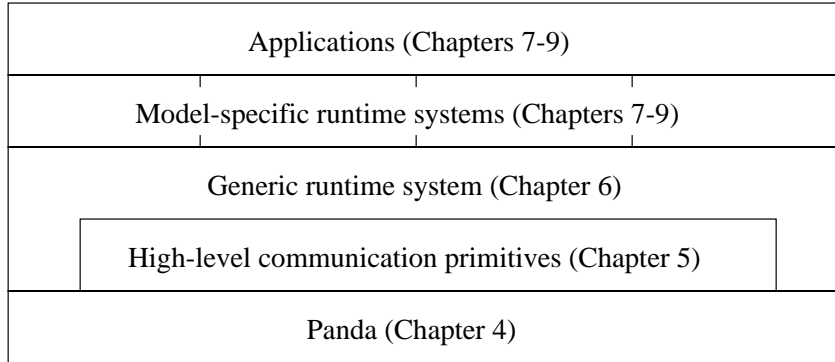 Applications (Chapters 7-9)
Model-specific runtime systems (Chapters 7-9)
Generic runtime system (Chapter 6)
High-level communication primitives (Chapter 5)
Panda (Chapter 4)